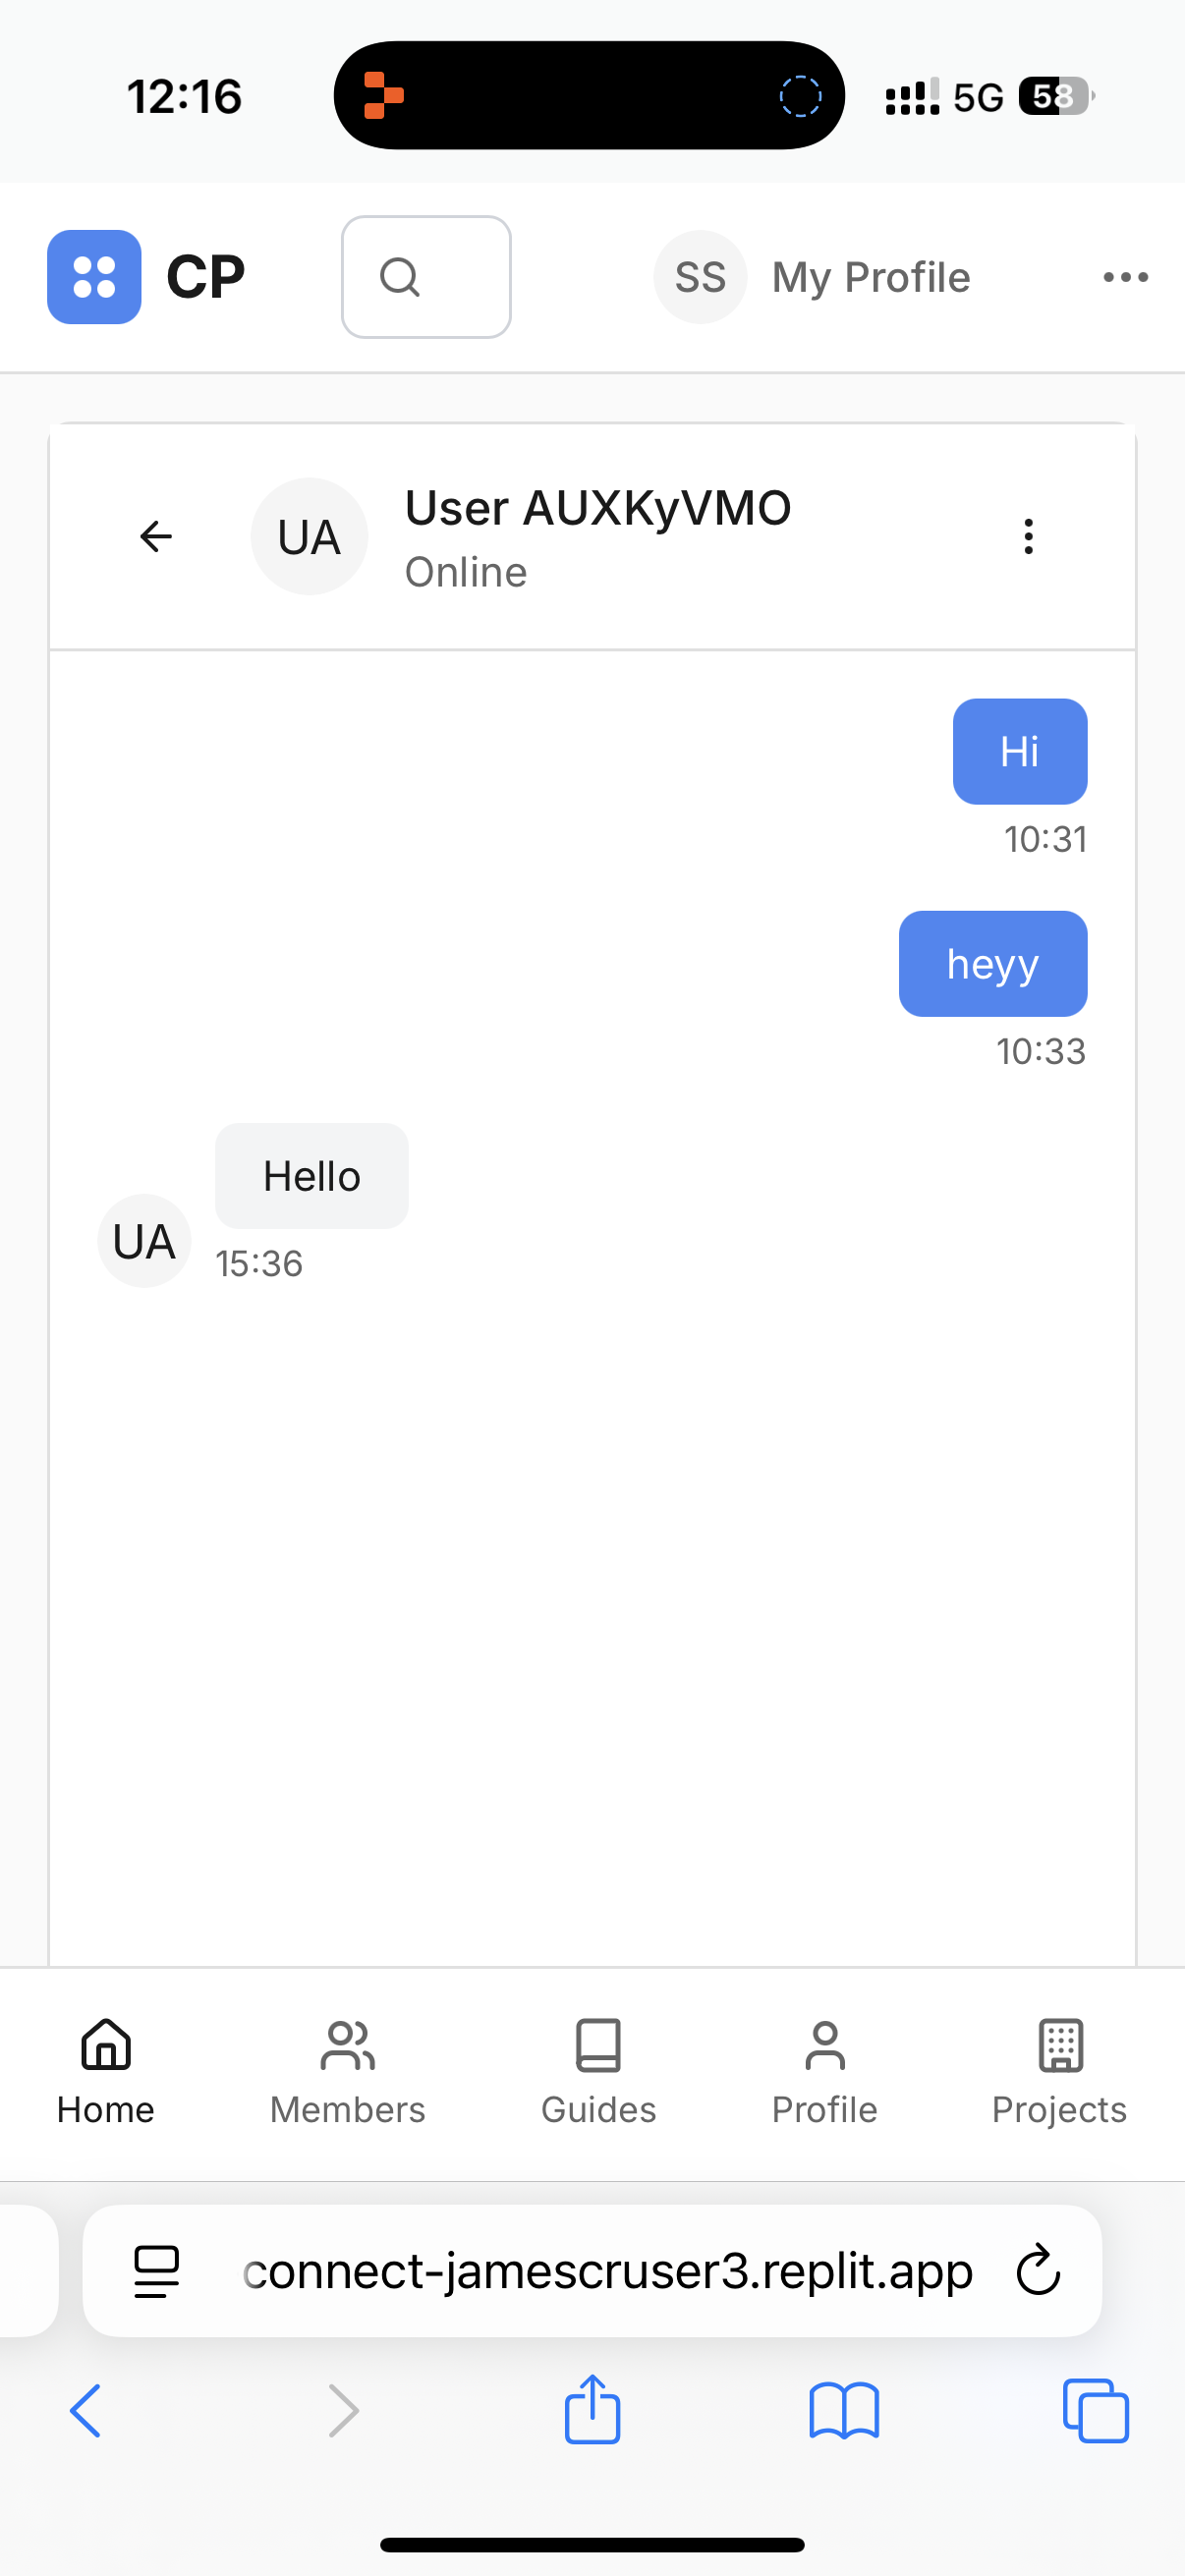 12:16
5G
58
CP
SS
My Profile
UA
User AUXKyVMO
Online
Hi
10:31
heyy
10:33
Hello
UA
15:36
Home
Members
Guides
Profile
Projects
connect-jamescruser3.replit.app